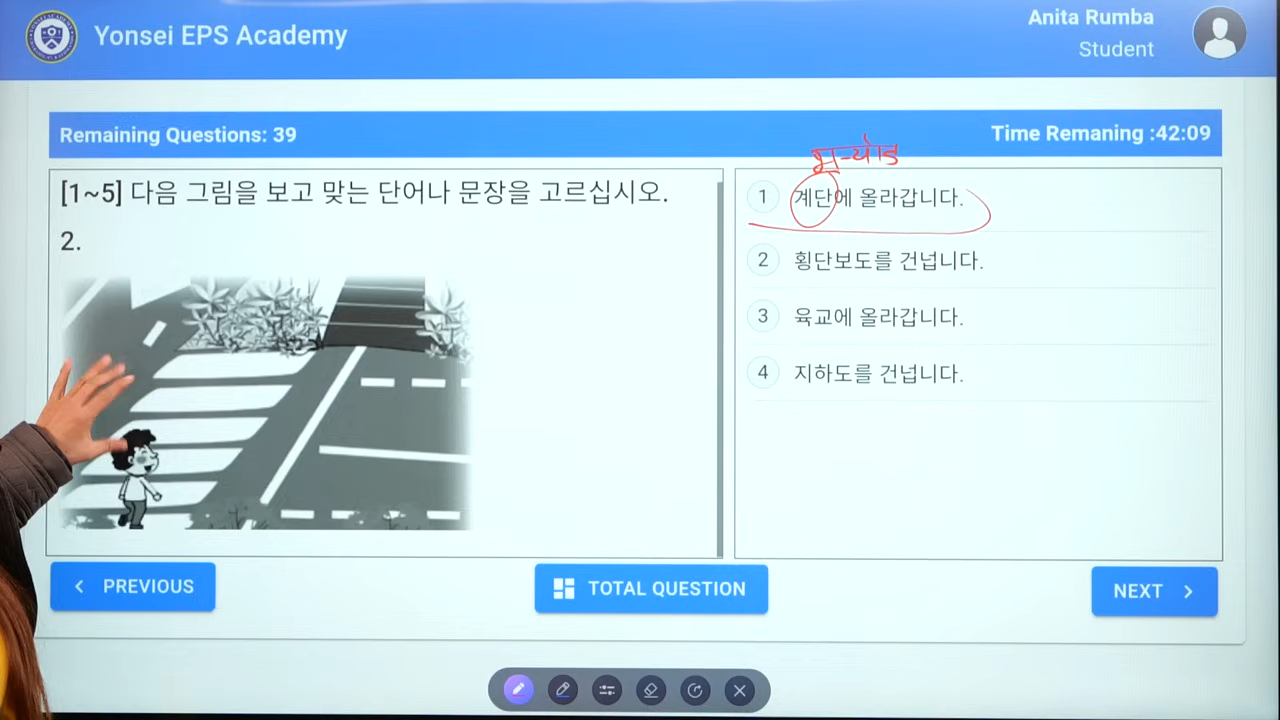 Yonsei EPS Academy
Anita Rumba
Student
Remaining Questions: 39
Time Remaning :42:09
[1~5] 다음 그림을 보고 맞는 단어나 문장을 고르십시오.
2.
भर्‍याङ
1 계단에 올라갑니다.
2 횡단보도를 건넙니다.
3 육교에 올라갑니다.
4 지하도를 건넙니다.
PREVIOUS
TOTAL QUESTION
NEXT